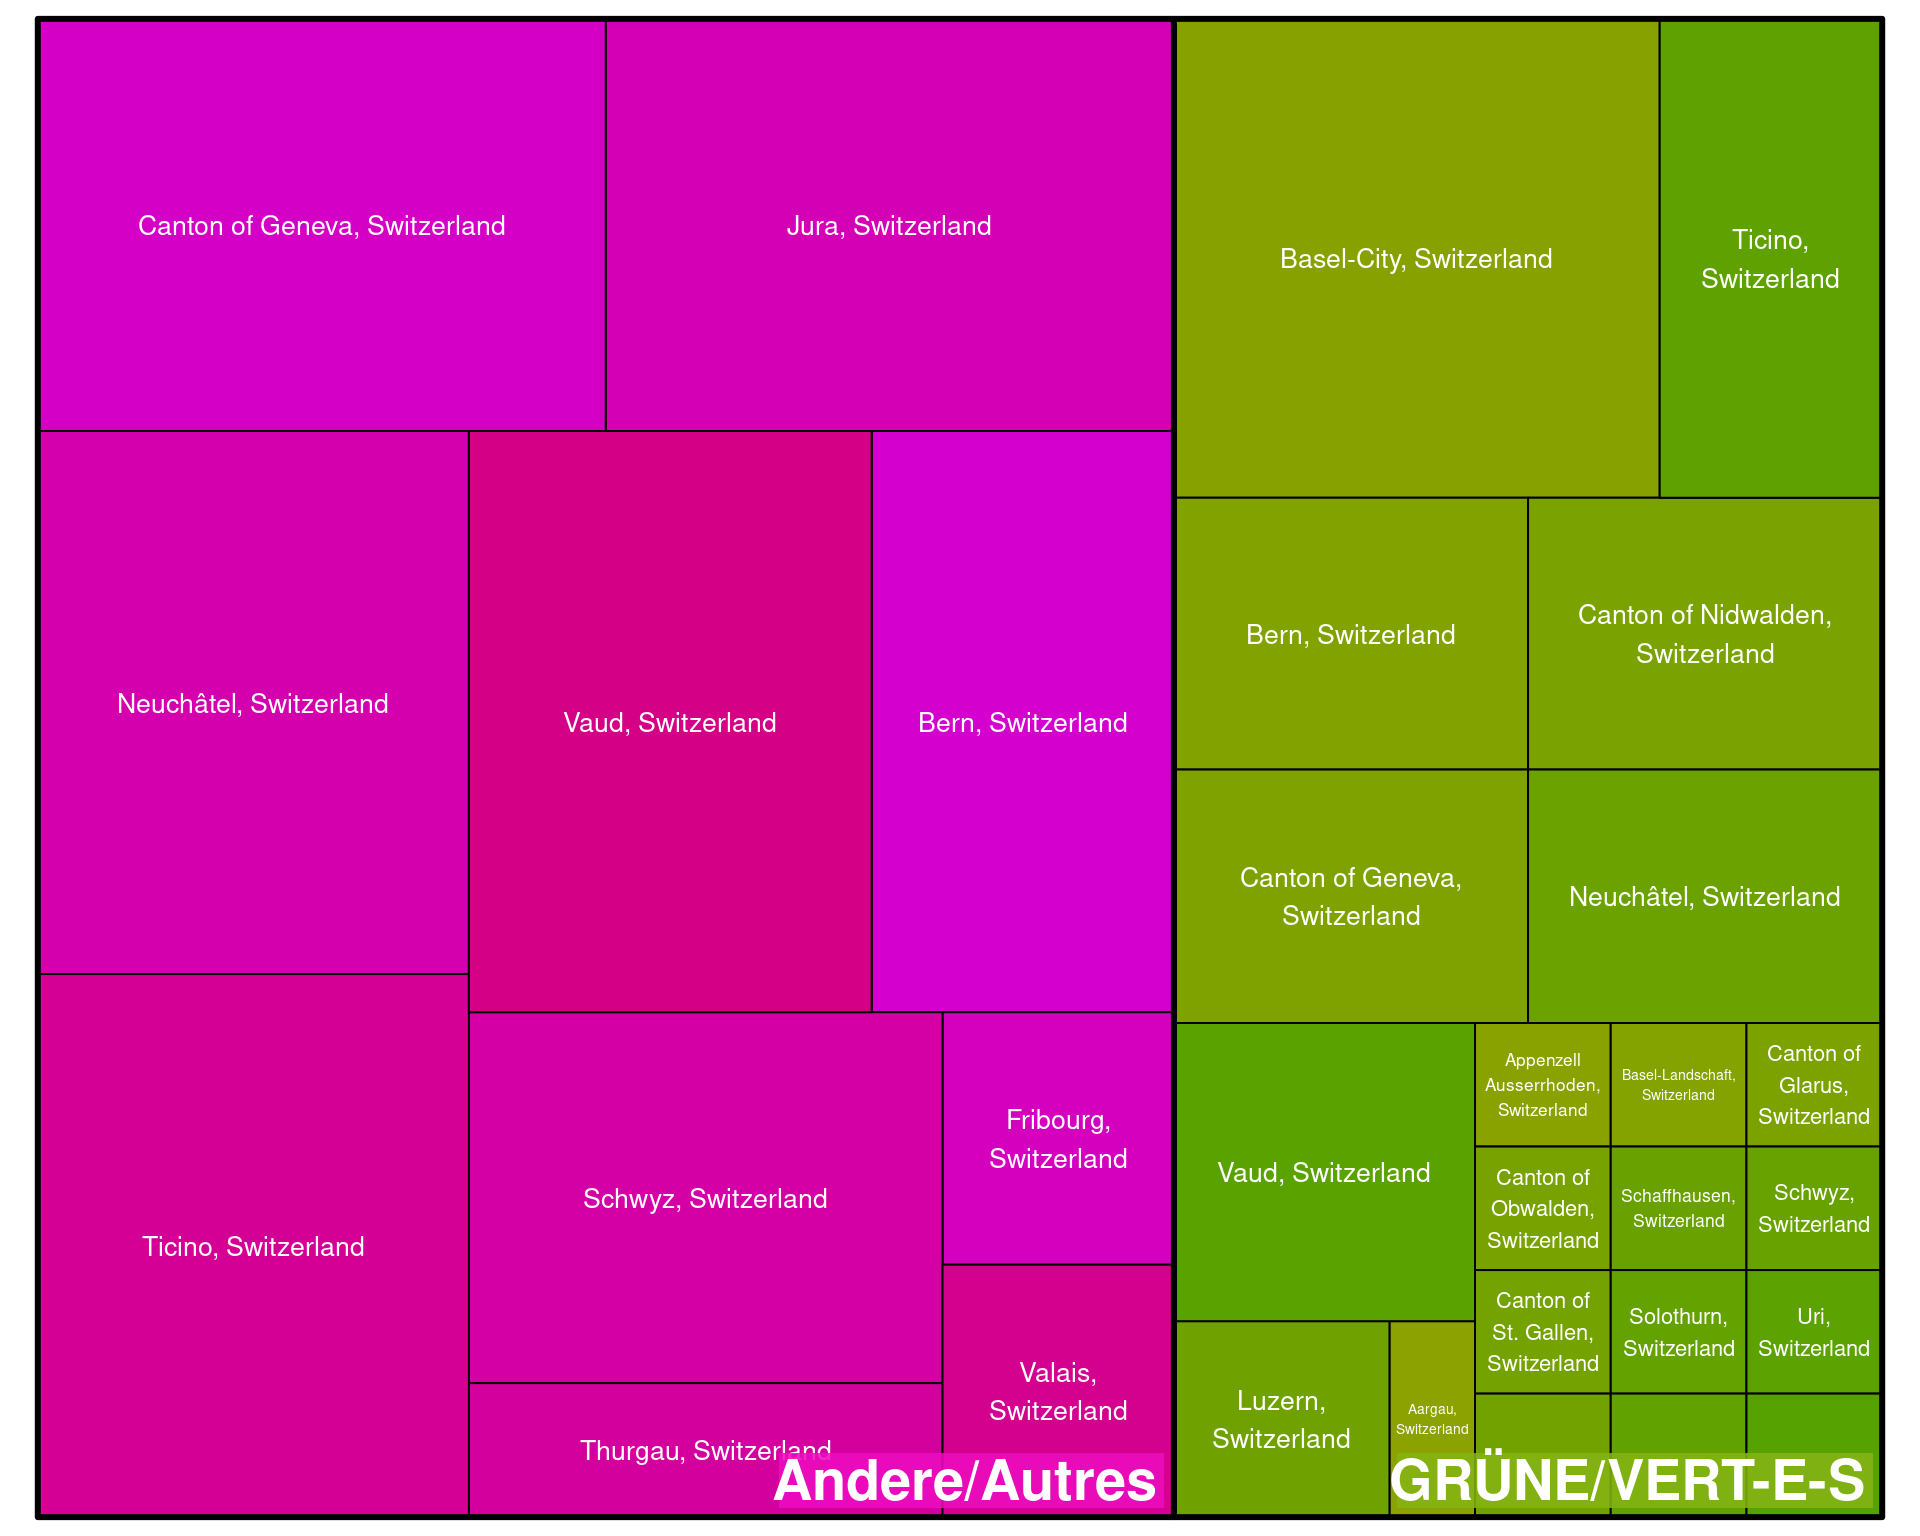 Canton of Geneva, Switzerland
Jura, Switzerland
Neuchâtel, Switzerland
Vaud, Switzerland
Bern, Switzerland
Ticino, Switzerland
Schwyz, Switzerland
Fribourg,
Switzerland
Valais,
Switzerland
Thurgau, Switzerland
Andere/Autres
Basel-City, Switzerland
Ticino,
Switzerland
Bern, Switzerland
Canton of Nidwalden,
Switzerland
Canton of Geneva,
Switzerland
Neuchâtel, Switzerland
Vaud, Switzerland
Appenzell
Ausserrhoden,
Switzerland
Basel-Landschaft,
Switzerland
Canton of
Glarus,
Switzerland
Canton of
Obwalden,
Switzerland
Schaffhausen,
Switzerland
Schwyz,
Switzerland
Canton of
St. Gallen,
Switzerland
Solothurn,
Switzerland
Uri,
Switzerland
Luzern,
Switzerland
Aargau,
Switzerland
GRÜNE/VERT-E-S